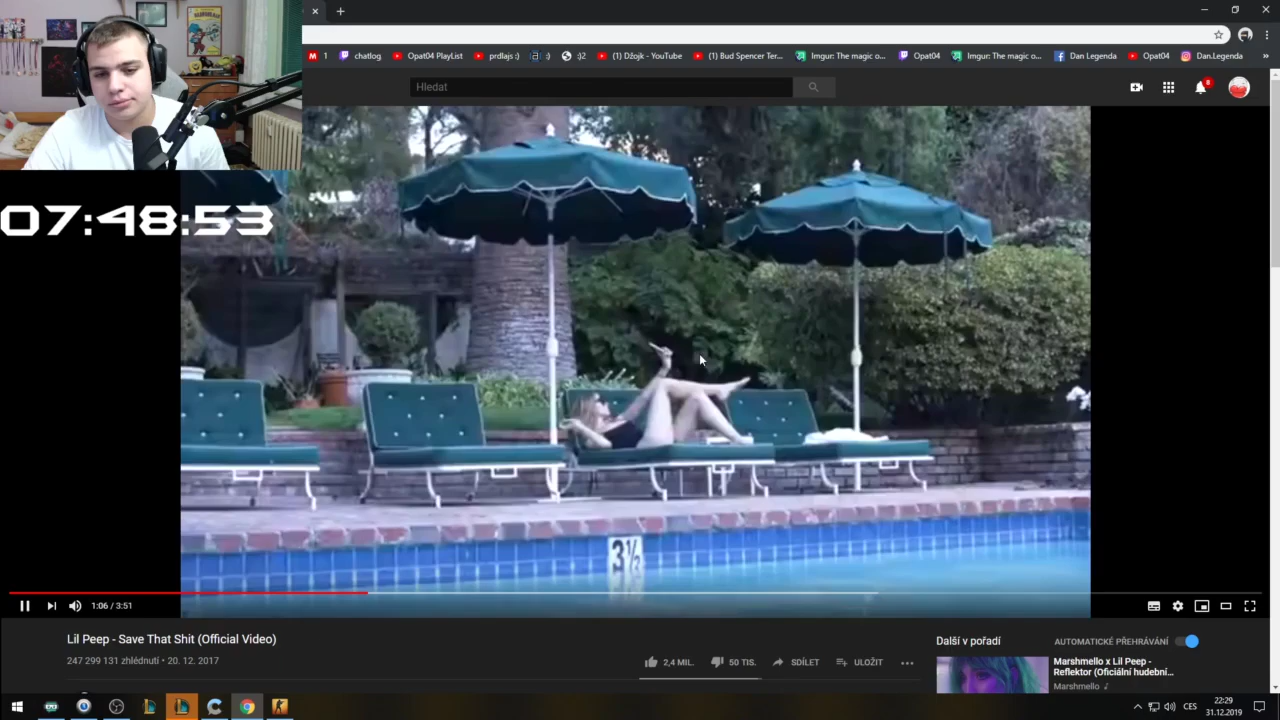 1
chatlog
Opat04 PlayList
prdlajs :)
:)
:2
(1) Džojk - YouTube
(1) Bud Spencer Ter...
Imgur: The magic o...
Opat04
Imgur: The magic o...
Dan.Legenda
Opat04
Dan.Legenda
»
Hledat
8
07:48:53
3½
1:06 / 3:51
Lil Peep - Save That Shit (Official Video)
247 299 131 zhlédnutí • 20. 12. 2017
2,4 MIL.
50 TIS.
SDÍLET
ULOŽIT
Další v pořadí
AUTOMATICKÉ PŘEHRÁVÁNÍ
Marshmello x Lil Peep -
Reflektor (Oficiální hudební...
Marshmello
CES
22:29
31.12.2019